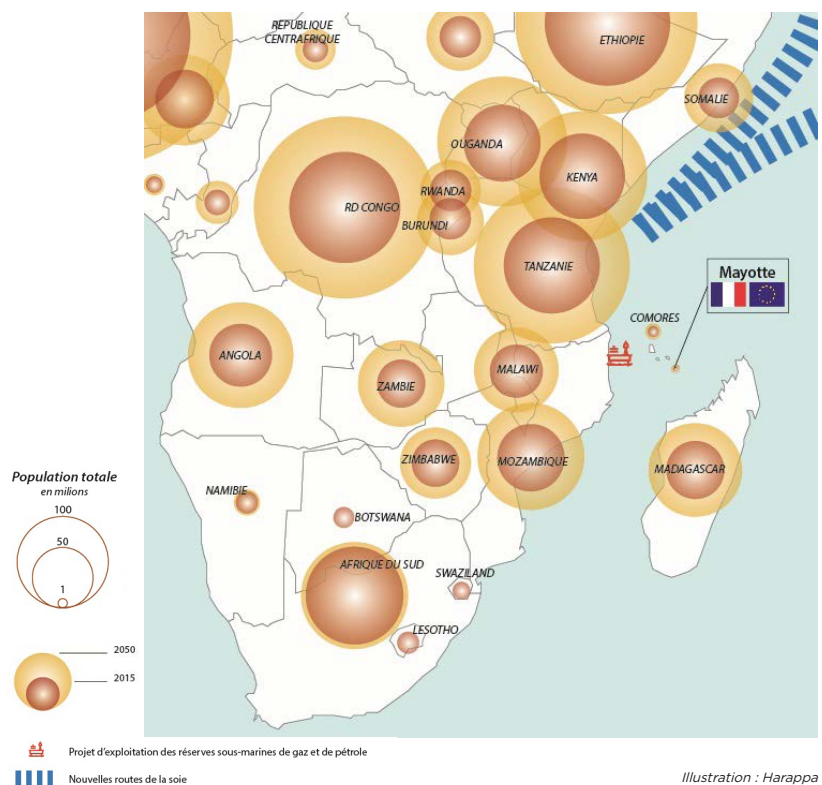 RÉPUBLIQUE
CENTRAFRIQUE
ETHIOPIE
SOMALIE
OUGANDA
KENYA
RWANDA
RD CONGO
BURUNDI
TANZANIE
Mayotte
COMORES
ANGOLA
MALAWI
ZAMBIE
ZIMBABWE
MOZAMBIQUE
MADAGASCAR
NAMIBIE
BOTSWANA
AFRIQUE DU SUD
SWAZILAND
LESOTHO
Population totale
en milions
100
50
1
2050
2015
Projet d'exploitation des réserves sous-marines de gaz et de pétrole
Nouvelles routes de la soie
Illustration : Harappa